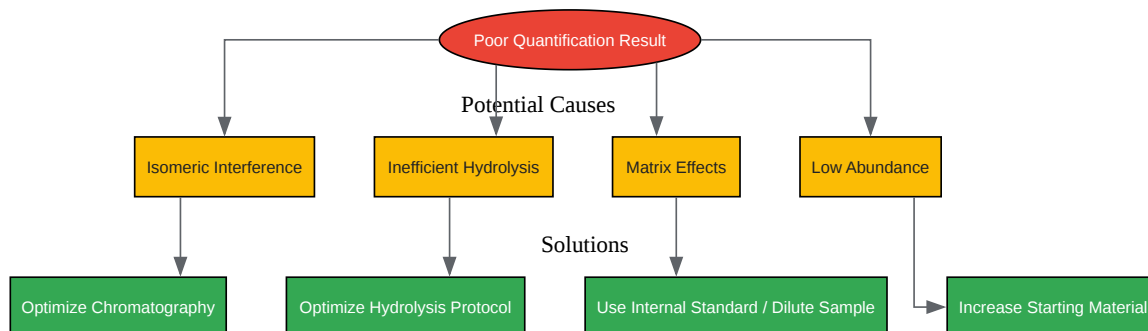 Poor Quantification Result
Potential Causes
Isomeric Interference
Inefficient Hydrolysis
Matrix Effects
Low Abundance
Solutions
Optimize Chromatography
Optimize Hydrolysis Protocol
Use Internal Standard / Dilute Sample
Increase Starting Material